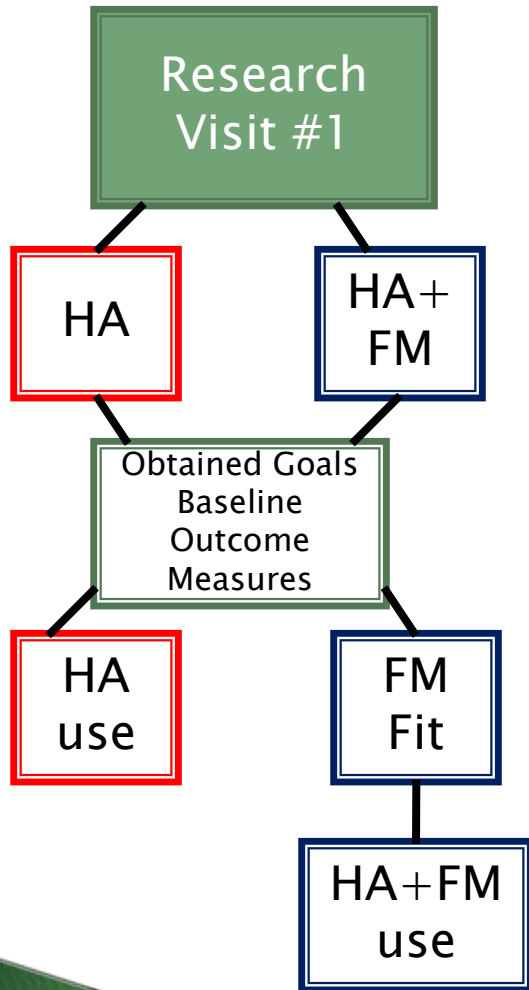 Research
Visit #1
HA
HA+
FM
Obtained Goals
Baseline
Outcome
Measures
HA
use
FM
Fit
HA+FM
use